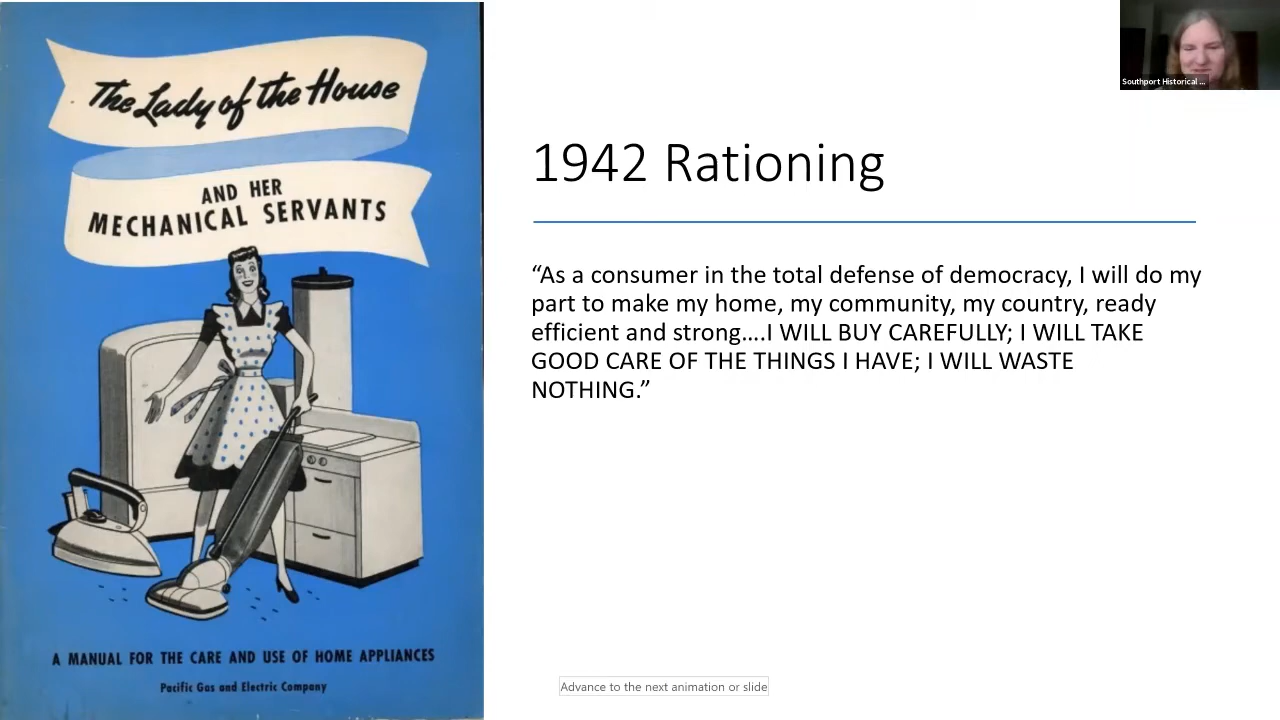 The Lady of the House
AND HER
MECHANICAL SERVANTS
A MANUAL FOR THE CARE AND USE OF HOME APPLIANCES
Pacific Gas and Electric Company
1942 Rationing
“As a consumer in the total defense of democracy, I will do my
part to make my home, my community, my country, ready
efficient and strong….I WILL BUY CAREFULLY; I WILL TAKE
GOOD CARE OF THE THINGS I HAVE; I WILL WASTE
NOTHING.”
Advance to the next animation or slide
Southport Historical ...